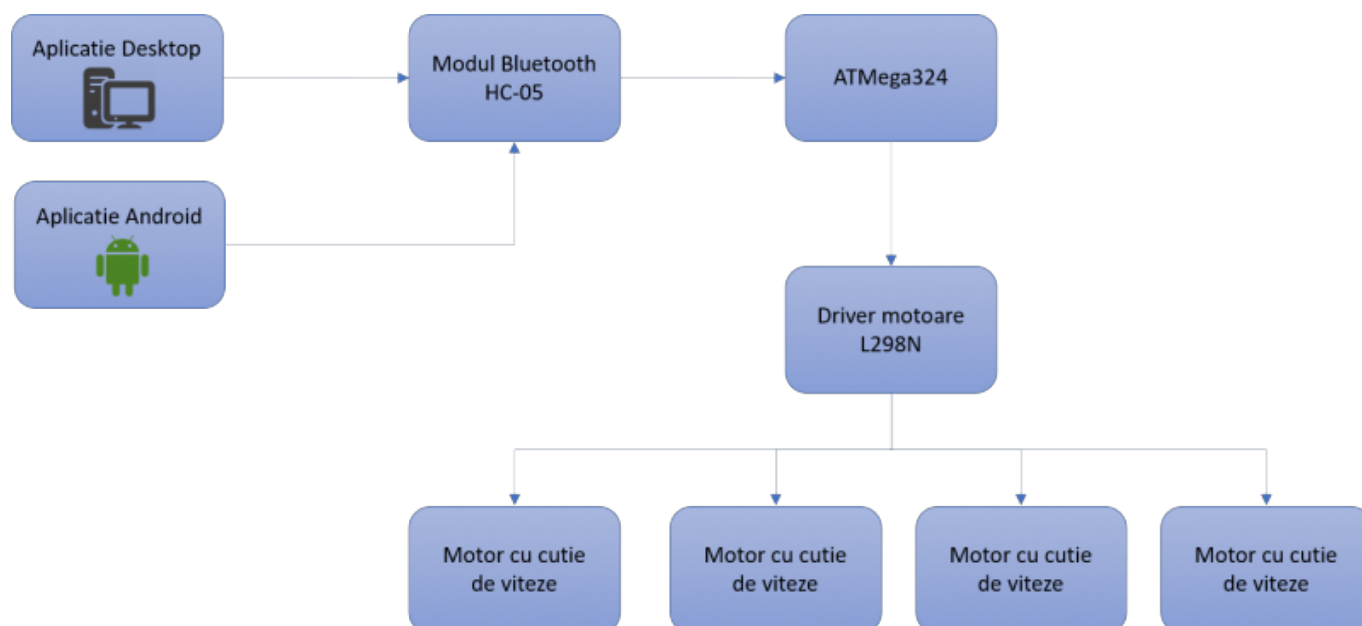 Aplicatie Desktop
Modul Bluetooth
HC-05
ATMega324
Aplicatie Android
Driver motoare
L298N
Motor cu cutie
de viteze
Motor cu cutie
de viteze
Motor cu cutie
de viteze
Motor cu cutie
de viteze